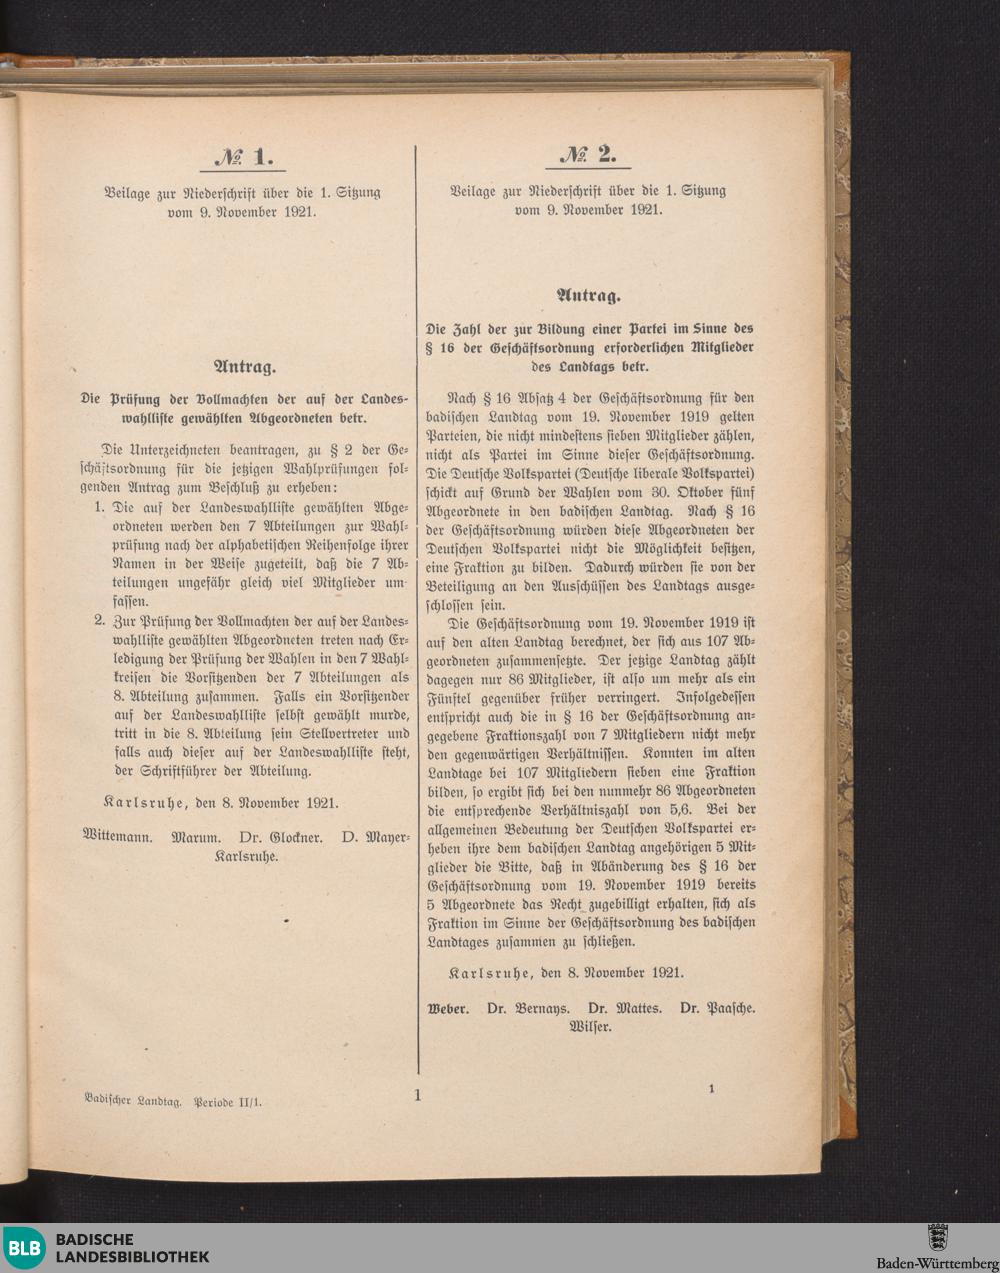 № 1.
Beilage zur Niederschrift über die 1. Sitzung
vom 9. November 1921.
Antrag.
Die Prüfung der Vollmachten der auf der Landes-
wahlliste gewählten Abgeordneten betr.
Die Unterzeichneten beantragen, zu § 2 der Ge-
schäftsordnung für die jetzigen Wahlprüfungen fol-
genden Antrag zum Beschluß zu erheben:
1. Die auf der Landeswahlliste gewählten Abge-
ordneten werden den 7 Abteilungen zur Wahl-
prüfung nach der alphabetischen Reihenfolge ihrer
Namen in der Weise zugeteilt, daß die 7 Ab-
teilungen ungefähr gleich viel Mitglieder um-
fassen.
2. Zur Prüfung der Vollmachten der auf der Landes-
wahlliste gewählten Abgeordneten treten nach Er-
ledigung der Prüfung der Wahlen in den 7 Wahl-
kreisen die Vorsitzenden der 7 Abteilungen als
8. Abteilung zusammen. Falls ein Vorsitzender
auf der Landeswahlliste selbst gewählt wurde,
tritt in die 8. Abteilung sein Stellvertreter und
falls auch dieser auf der Landeswahlliste steht,
der Schriftführer der Abteilung.
Karlsruhe, den 8. November 1921.
Wittemann. Marum. Dr. Glockner. D. Mayer-
Karlsruhe.
№ 2.
Beilage zur Niederschrift über die 1. Sitzung
vom 9. November 1921.
Antrag.
Die Zahl der zur Bildung einer Partei im Sinne des
§ 16 der Geschäftsordnung erforderlichen Mitglieder
des Landtags betr.
Nach § 16 Absatz 4 der Geschäftsordnung für den
badischen Landtag vom 19. November 1919 gelten
Parteien, die nicht mindestens sieben Mitglieder zählen,
nicht als Partei im Sinne dieser Geschäftsordnung.
Die Deutsche Volkspartei (Deutsche liberale Volkspartei)
schickt auf Grund der Wahlen vom 30. Oktober fünf
Abgeordnete in den badischen Landtag. Nach § 16
der Geschäftsordnung würden diese Abgeordneten der
Deutschen Volkspartei nicht die Möglichkeit besitzen,
eine Fraktion zu bilden. Dadurch würden sie von der
Beteiligung an den Ausschüssen des Landtags ausge-
schlossen sein.
Die Geschäftsordnung vom 19. November 1919 ist
auf den alten Landtag berechnet, der sich aus 107 Ab-
geordneten zusammensetzte. Der jetzige Landtag zählt
dagegen nur 86 Mitglieder, ist also um mehr als ein
Fünftel gegenüber früher verringert. Infolgedessen
entspricht auch die in § 16 der Geschäftsordnung an-
gegebene Fraktionszahl von 7 Mitgliedern nicht mehr
den gegenwärtigen Verhältnissen. Konnten im alten
Landtage bei 107 Mitgliedern sieben eine Fraktion
bilden, so ergibt sich bei den nunmehr 86 Abgeordneten
die entsprechende Verhältniszahl von 5,6. Bei der
allgemeinen Bedeutung der Deutschen Volkspartei er-
heben ihre dem badischen Landtag angehörigen 5 Mit-
glieder die Bitte, daß in Abänderung des § 16 der
Geschäftsordnung vom 19. November 1919 bereits
5 Abgeordnete das Recht zugebilligt erhalten, sich als
Fraktion im Sinne der Geschäftsordnung des badischen
Landtages zusammen zu schließen.
Karlsruhe, den 8. November 1921.
Weber. Dr. Bernays. Dr. Mattes. Dr. Paasche.
Wilser.
Badischer Landtag. Periode II/1.
1
1
BLB BADISCHE
LANDESBIBLIOTHEK
Baden-Württemberg